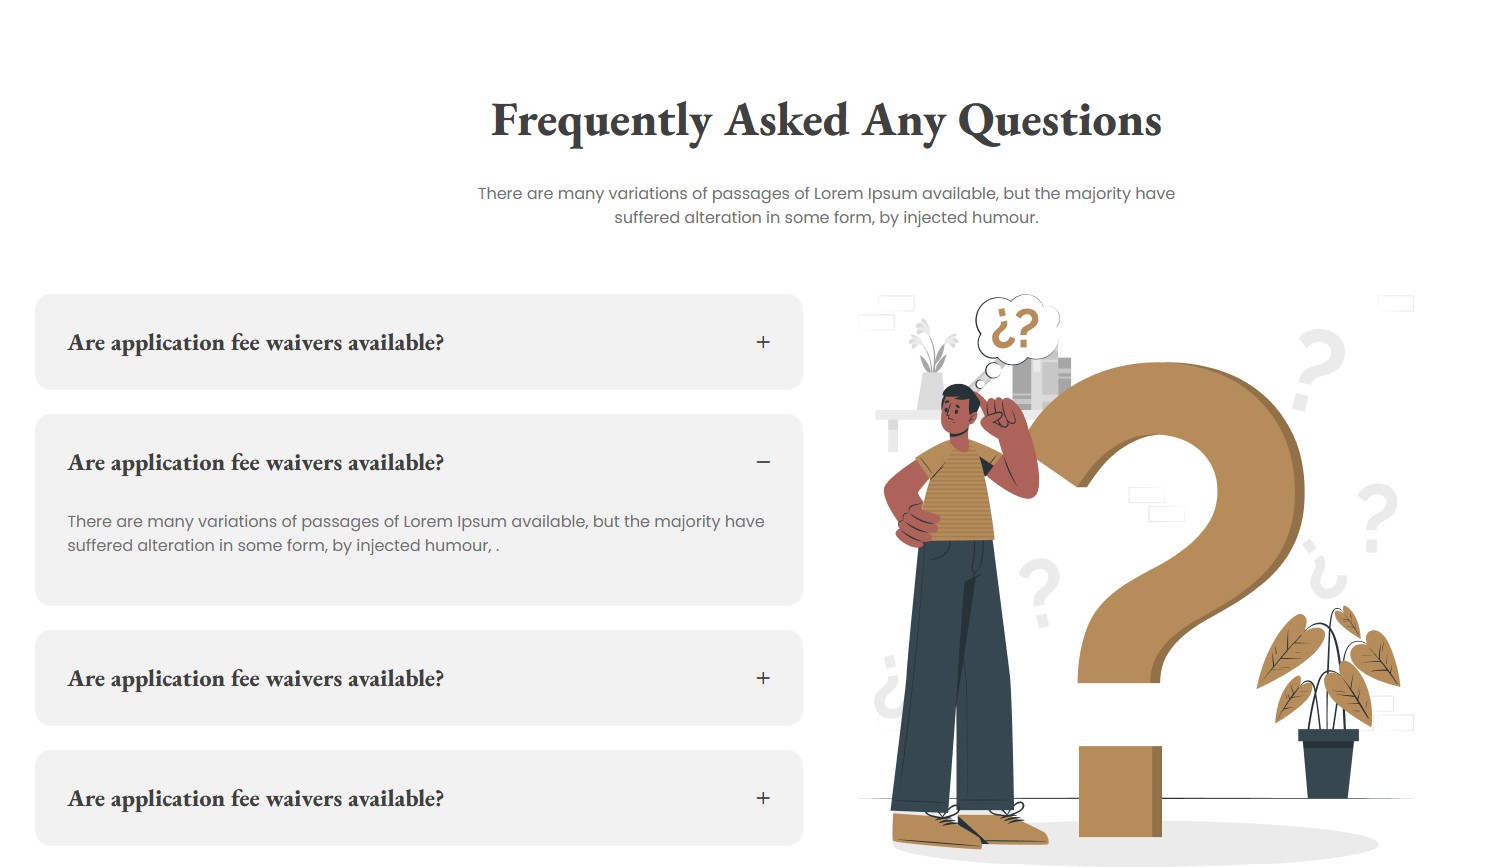 Frequently Asked Any Questions
There are many variations of passages of Lorem Ipsum available, but the majority have
suffered alteration in some form, by injected humour.
Are application fee waivers available? +
Are application fee waivers available? −
There are many variations of passages of Lorem Ipsum available, but the majority have
suffered alteration in some form, by injected humour, .
Are application fee waivers available? +
Are application fee waivers available? +
¿?
?
?
?
?
¿
¿